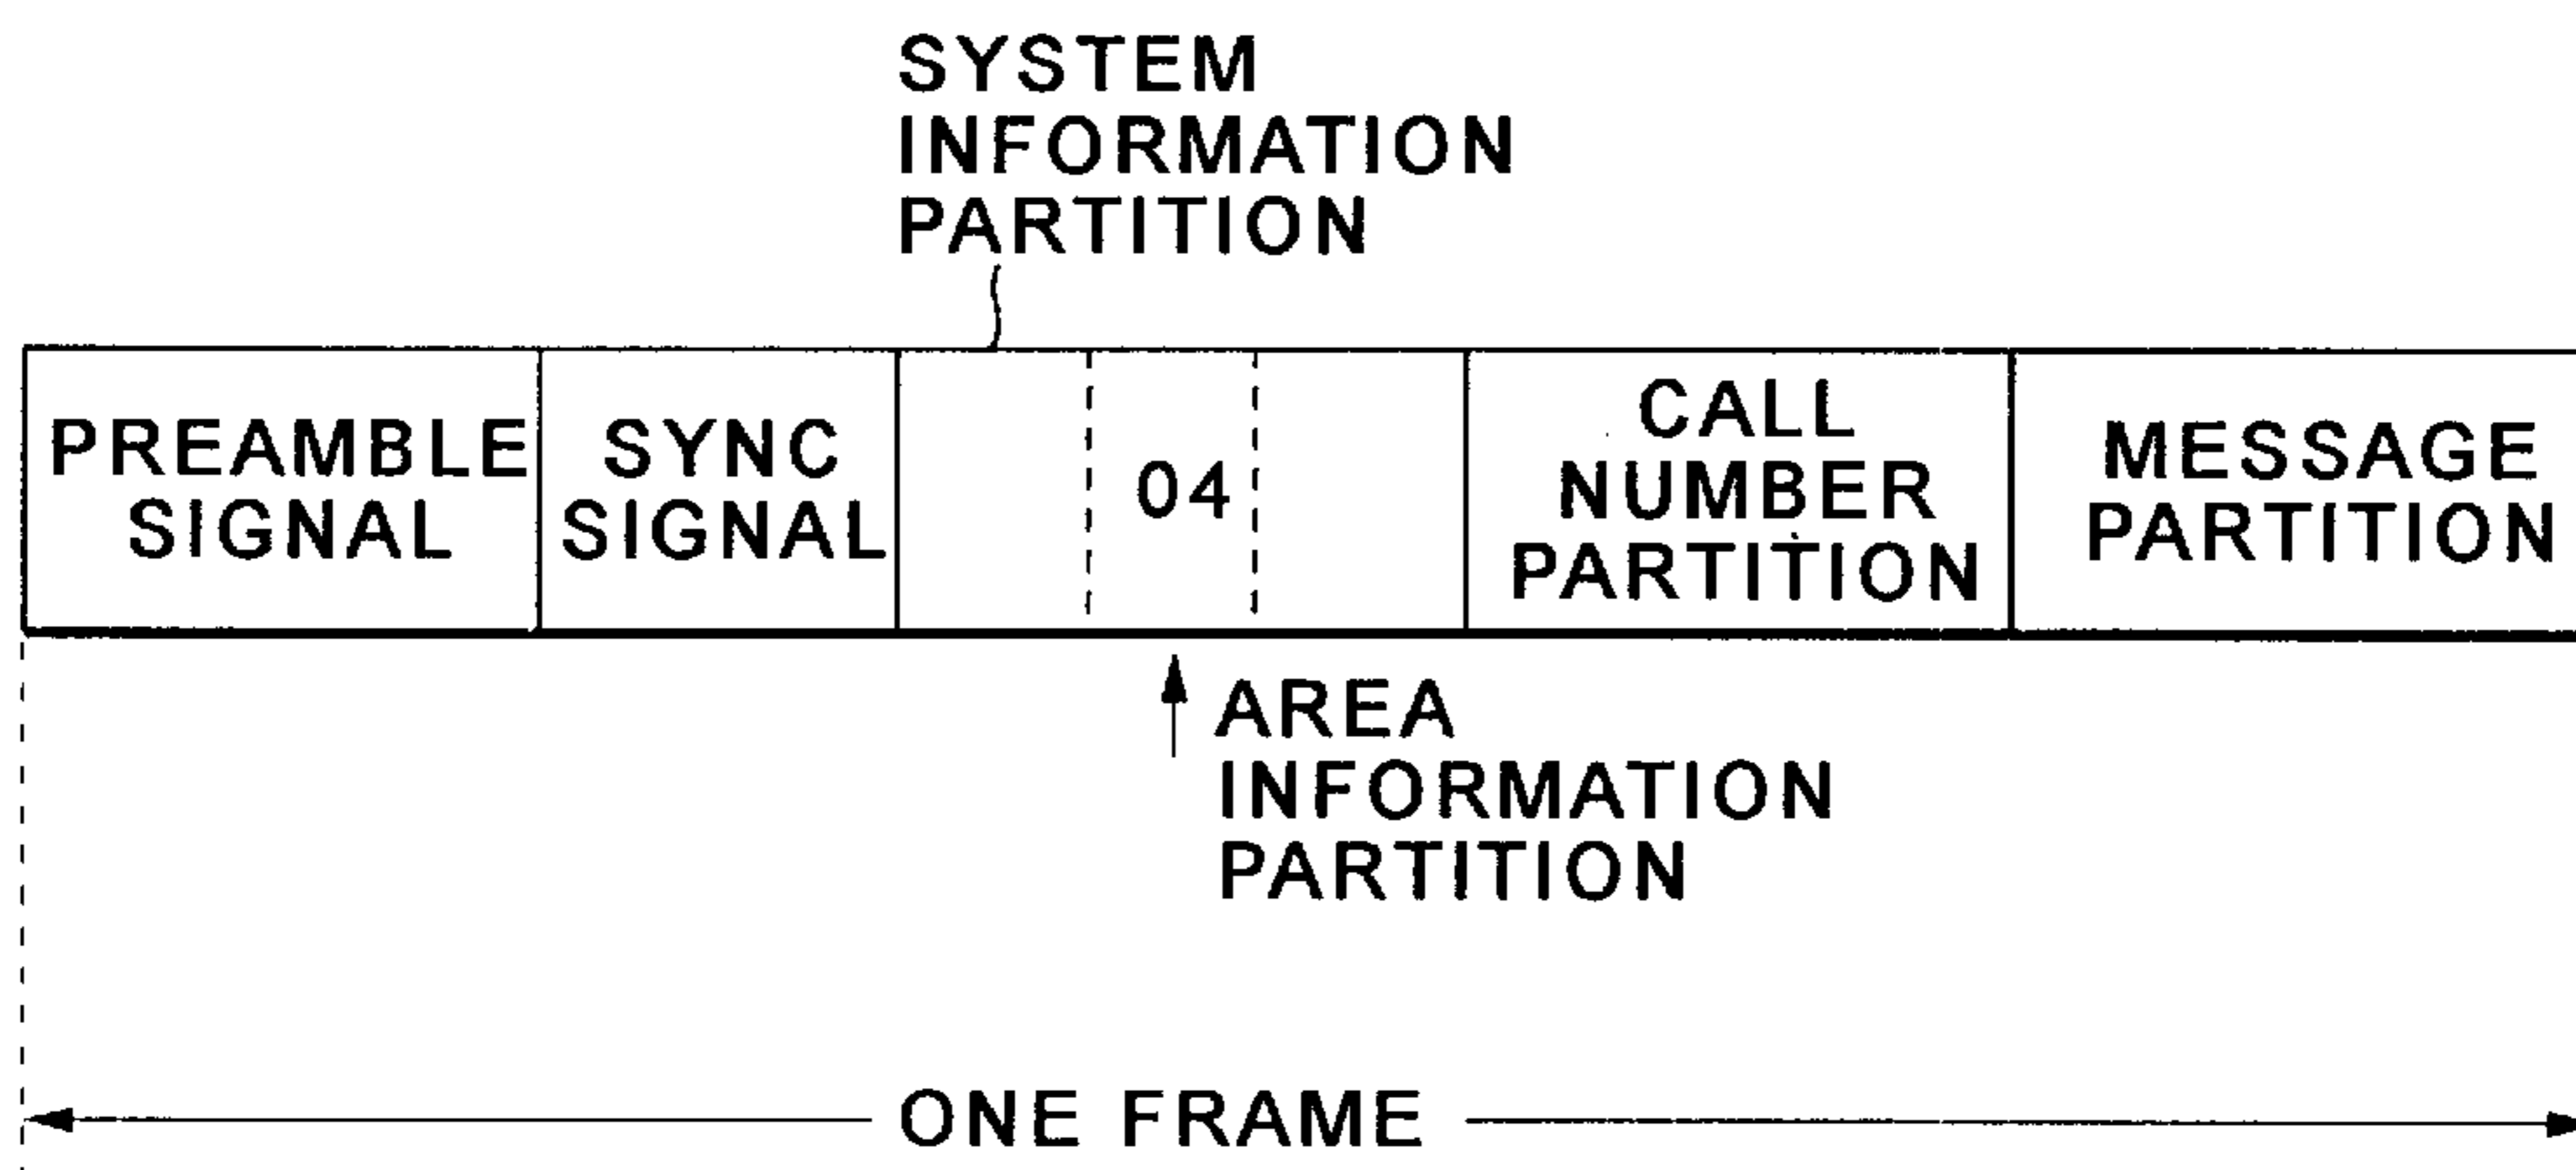 SYSTEM
INFORMATION
PARTITION
PREAMBLE
SIGNAL
SYNC
SIGNAL
04
CALL
NUMBER
PARTITION
MESSAGE
PARTITION
AREA
INFORMATION
PARTITION
ONE FRAME